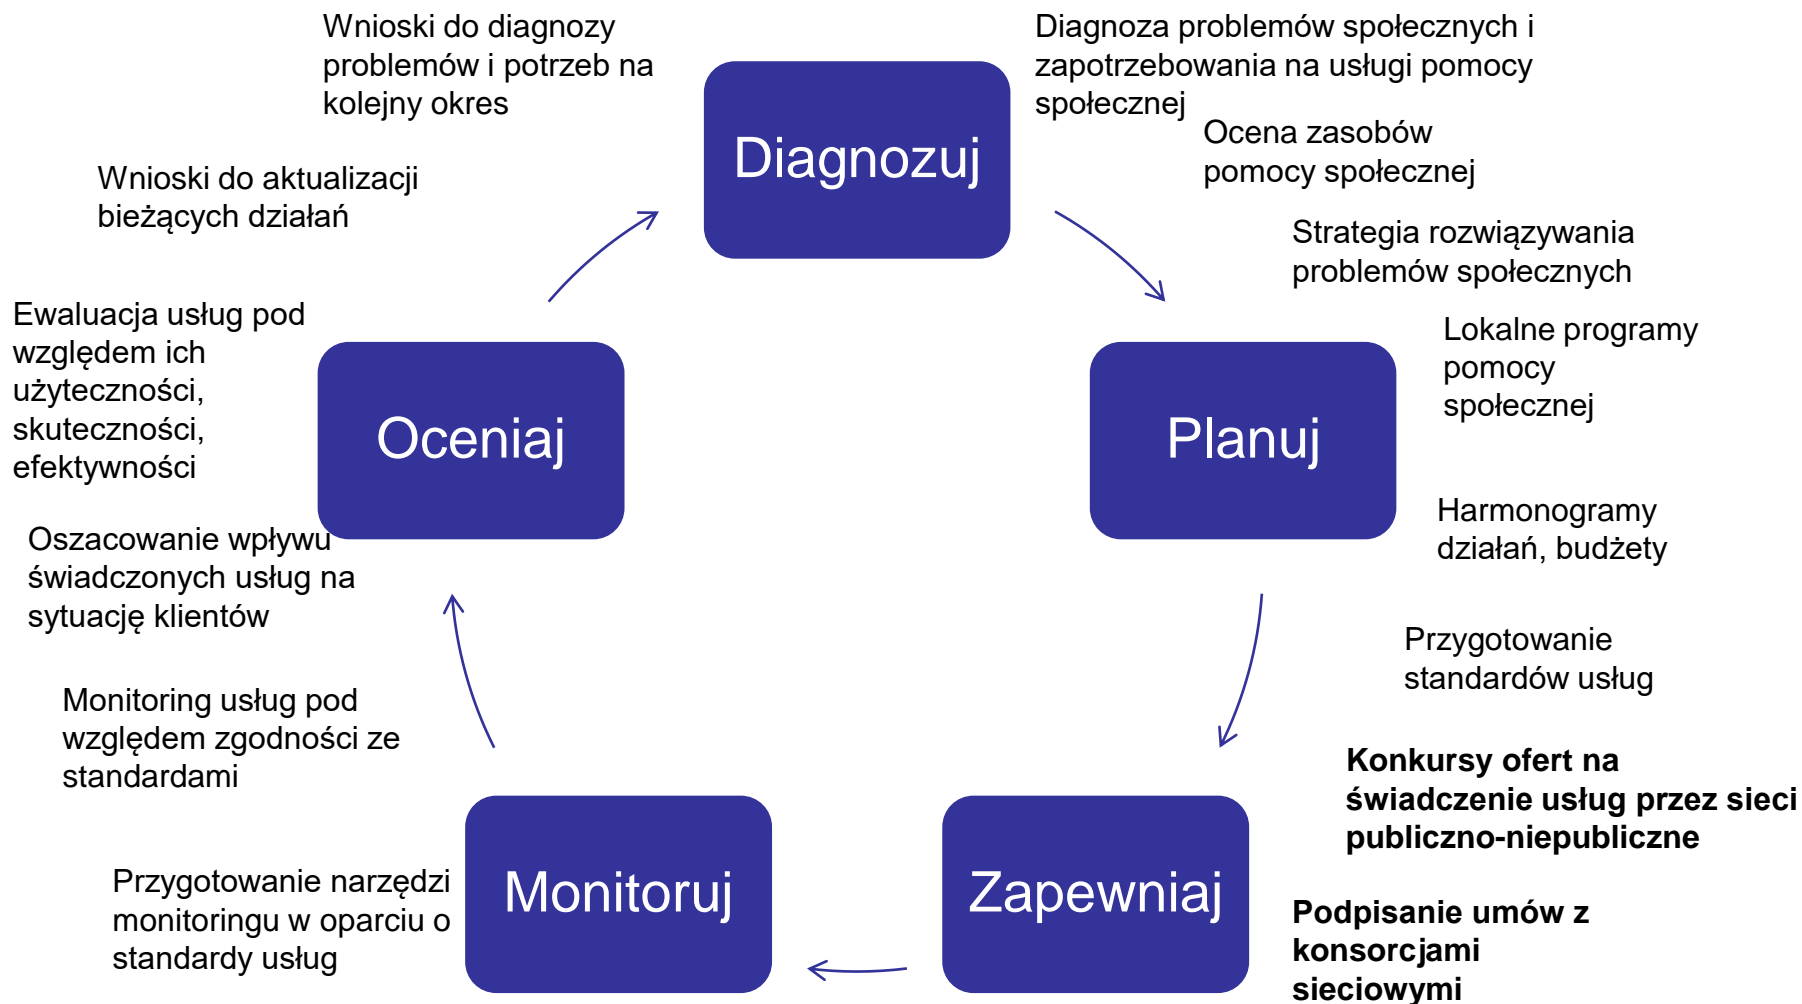 Wnioski do diagnozy
problemów i potrzeb na
kolejny okres
Diagnoza problemów społecznych i
zapotrzebowania na usługi pomocy
społecznej
Diagnozuj
Ocena zasobów
pomocy społecznej
Wnioski do aktualizacji
bieżących działań
Strategia rozwiązywania
problemów społecznych
Ewaluacja usług pod
względem ich
użyteczności,
skuteczności,
efektywności
Oceniaj
Planuj
Lokalne programy
pomocy
społecznej
Harmonogramy
działań, budżety
Oszacowanie wpływu
świadczonych usług na
sytuację klientów
Przygotowanie
standardów usług
Monitoring usług pod
względem zgodności ze
standardami
Konkursy ofert na
świadczenie usług przez sieci
publiczno-niepubliczne
Przygotowanie narzędzi
monitoringu w oparciu o
standardy usług
Monitoruj
Zapewniaj
Podpisanie umów z
konsorcjami
sieciowymi